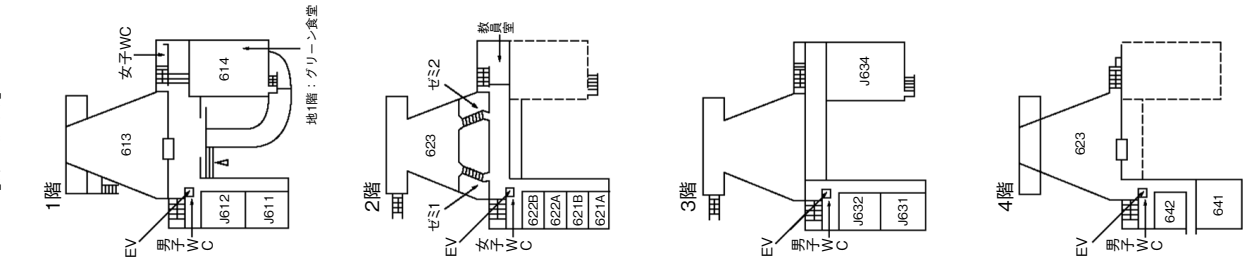 1階
613
614
女子WC
地1階：グリーン食堂
J612
J611
EV
男子WC
2階
623
ゼミ1
ゼミ2
教員室
622B
622A
621B
621A
EV
女子WC
3階
J634
J632
J631
EV
男子WC
4階
623
642
641
EV
男子WC